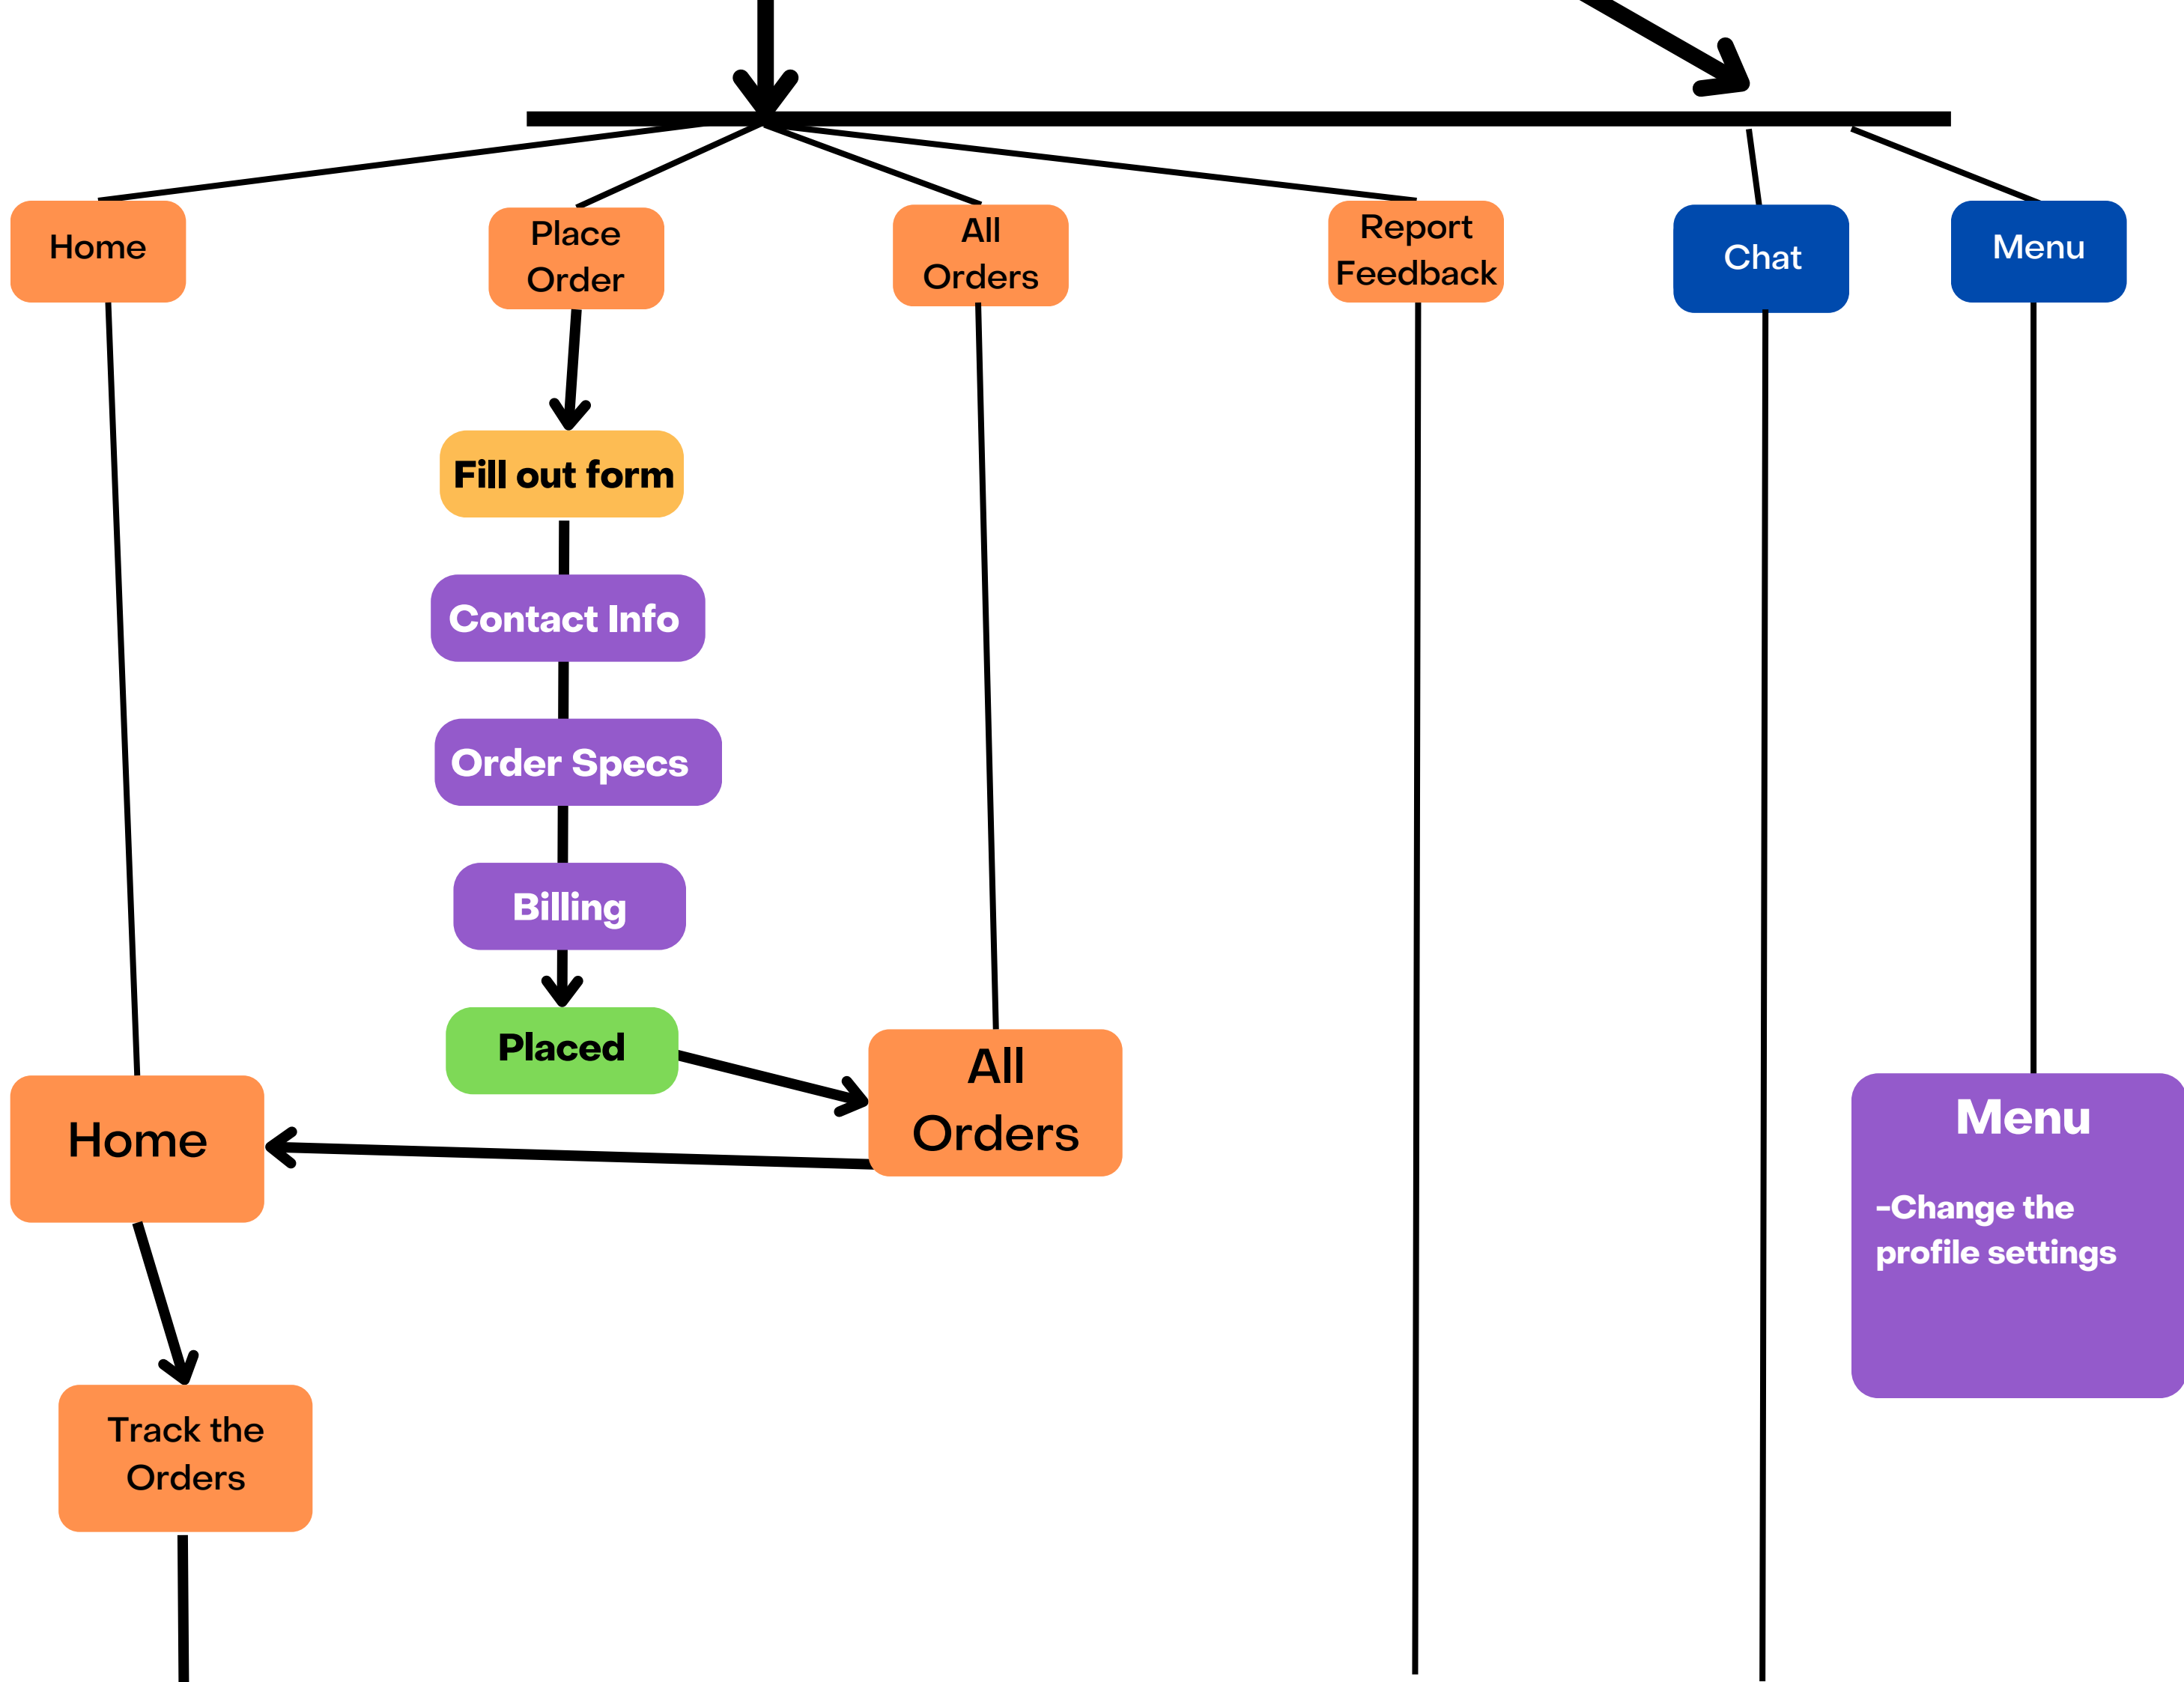 Home
Place
Order
All
Orders
Report
Feedback
Chat
Menu
Fill out form
Contact Info
Order Specs
Billing
Placed
All
Orders
Home
Menu
-Change the
profile settings
Track the
Orders